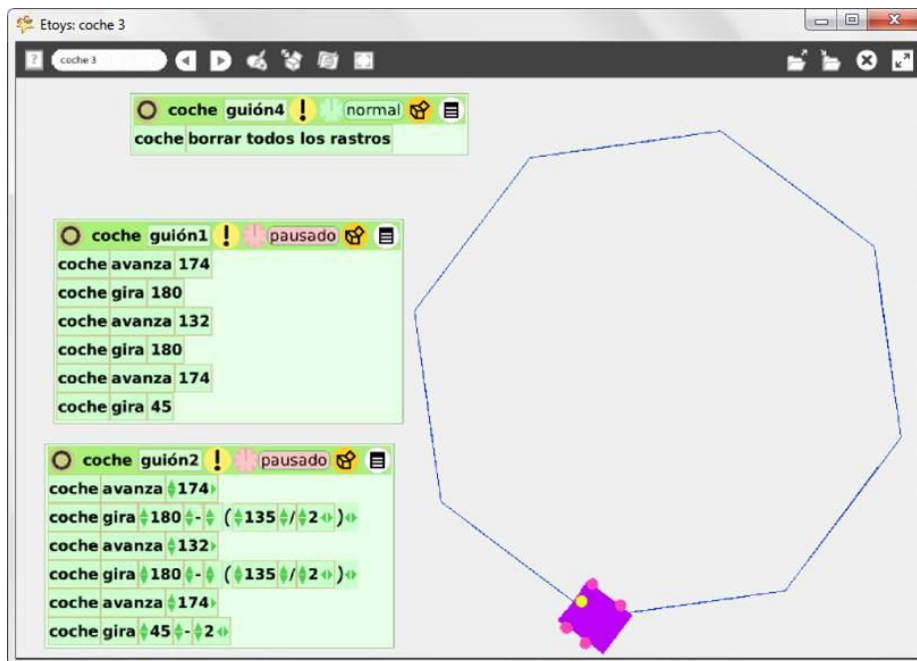 Etoys: coche 3
? coche 3
coche guión4 ! normal
coche borrar todos los rastros
coche guión1 ! pausado
coche avanza 174
coche gira 180
coche avanza 132
coche gira 180
coche avanza 174
coche gira 45
coche guión2 ! pausado
coche avanza 174
coche gira 180 - (135 / 2)
coche avanza 132
coche gira 180 - (135 / 2)
coche avanza 174
coche gira 45 - 2